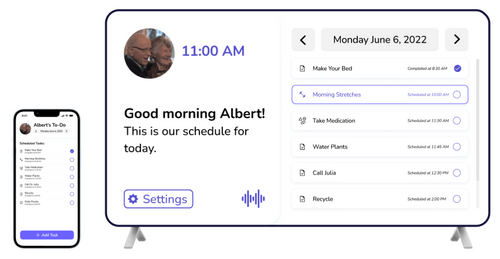 11:00 AM
Good morning Albert!
This is our schedule for
today.
Settings
Monday June 6, 2022
Make Your Bed
Completed at 8:20 AM
Morning Stretches
Scheduled at 10:00 AM
Take Medication
Scheduled at 11:30 AM
Water Plants
Scheduled at 11:45 AM
Call Julia
Scheduled at 12:30 PM
Recycle
Scheduled at 2:00 PM
Albert's To-Do
Monday June 6, 2022
Scheduled Tasks:
Make Your Bed
Morning Stretches
Take Medication
Water Plants
Call Julia
Recycle
+ Add Task